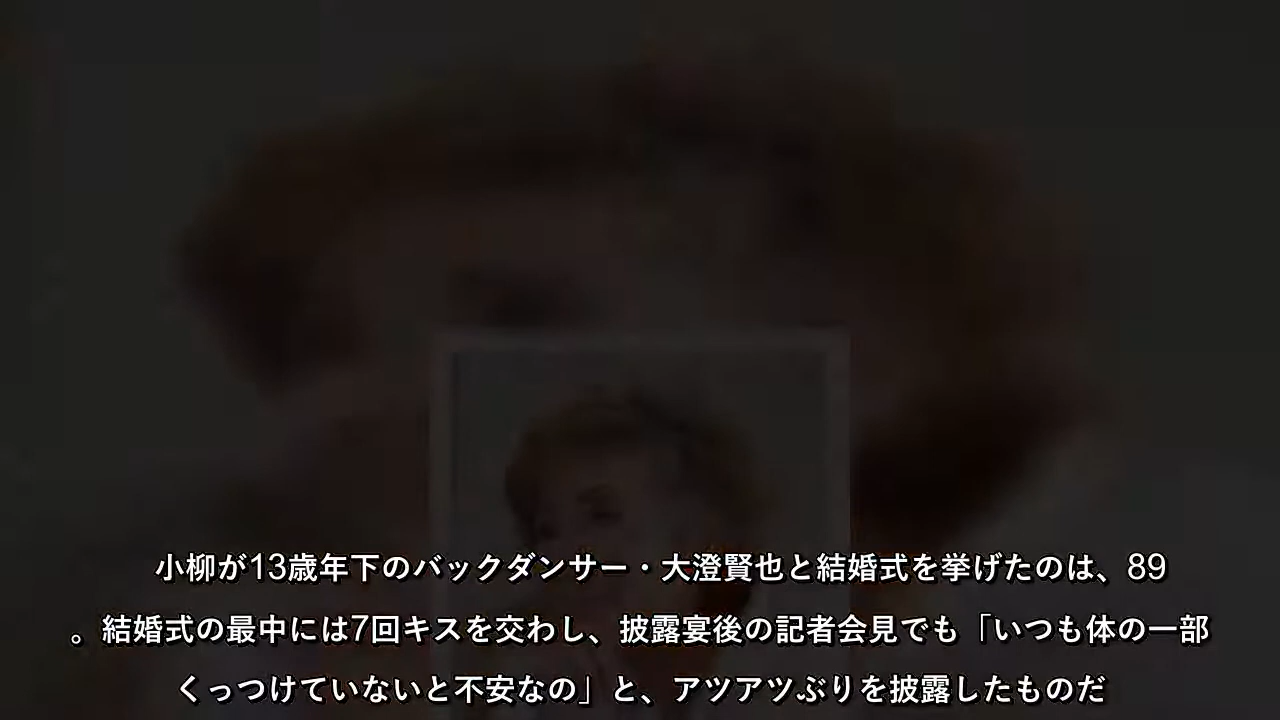 小柳が13歳年下のバックダンサー・大澄賢也と結婚式を挙げたのは、89
。結婚式の最中には7回キスを交わし、披露宴後の記者会見でも「いつも体の一部
くっつけていないと不安なの」と、アツアツぶりを披露したものだ